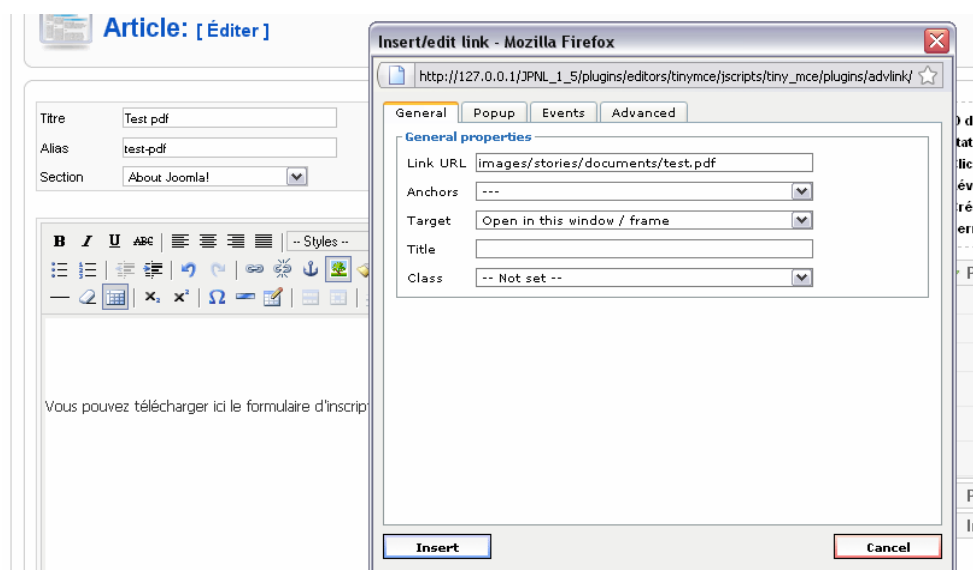 Article: [ Éditer ]
Insert/edit link - Mozilla Firefox
http://127.0.0.1/JPNL_1_5/plugins/editors/tinymce/jscripts/tiny_mce/plugins/advlink/
General Popup Events Advanced
General properties
Link URL images/stories/documents/test.pdf
Anchors ---
Target Open in this window / frame
Title
Class -- Not set --
Insert Cancel
Titre Test pdf
Alias test-pdf
Section About Joomla!
B I U ABC -- Styles --
Vous pouvez télécharger ici le formulaire d'inscrip